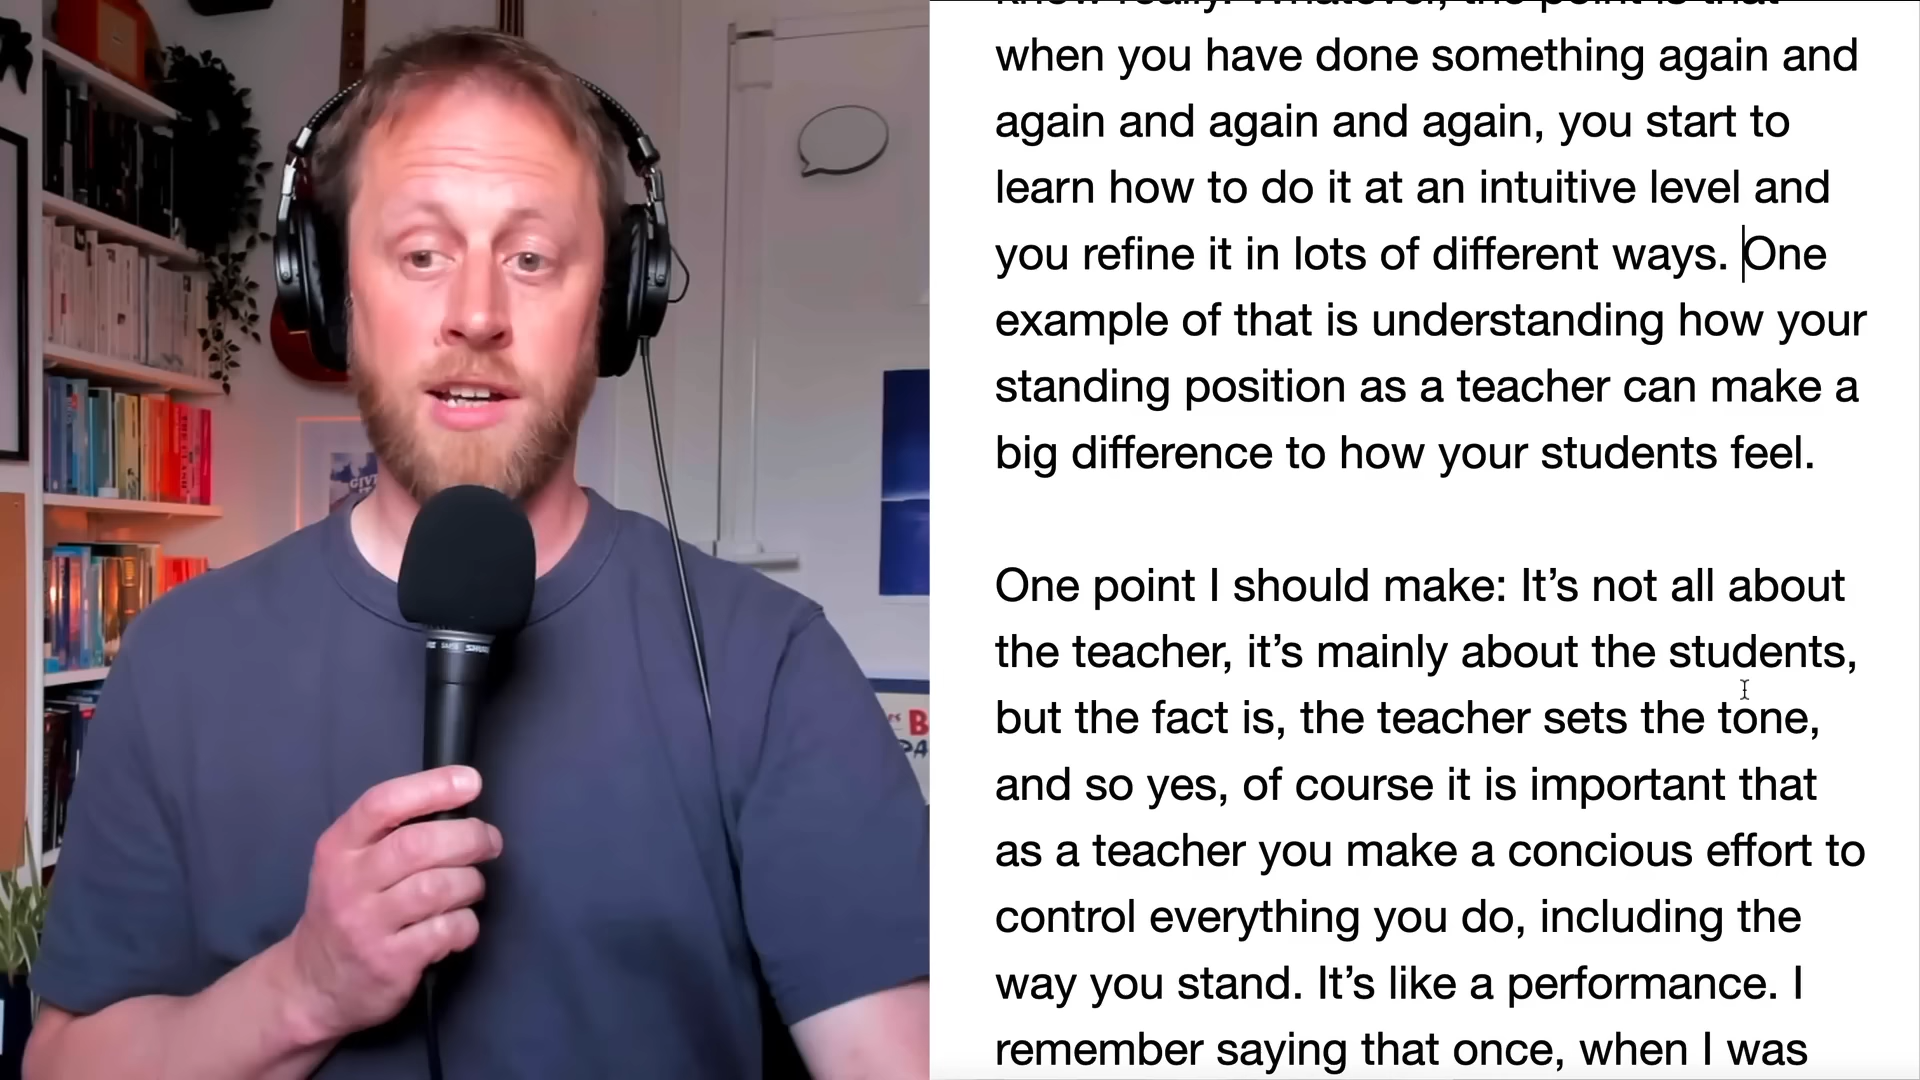 when you have done something again and
again and again and again, you start to
learn how to do it at an intuitive level and
you refine it in lots of different ways. One
example of that is understanding how your
standing position as a teacher can make a
big difference to how your students feel.
One point I should make: It’s not all about
the teacher, it’s mainly about the students,
but the fact is, the teacher sets the tone,
and so yes, of course it is important that
as a teacher you make a concious effort to
control everything you do, including the
way you stand. It’s like a performance. I
remember saying that once, when I was